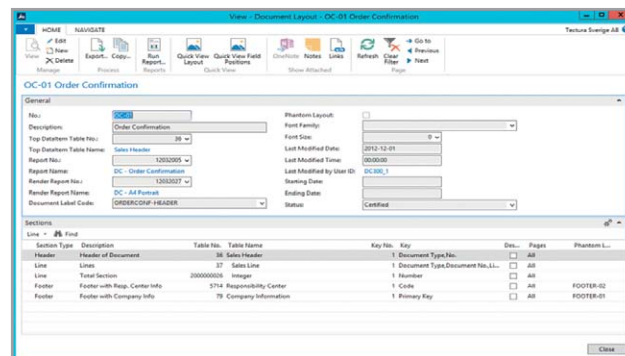 View - Document Layout - OC-01 Order Confirmation
HOME NAVIGATE
Textura Sverige AB
View
Edit
New
Delete
Export... Copy...
Run Report...
Quick View Layout
Quick View Field Positions
OneNote Notes Links
Refresh Clear Filter
Go to
Previous
Next
Manage Process Reports Quick View Show Attached Page
OC-01 Order Confirmation
General
No.: OC-01
Description: Order Confirmation
Top DataItem Table No.: 36
Top DataItem Table Name: Sales Header
Report No.: 12032005
Report Name: DC - Order Confirmation
Render Report No.: 12032027
Render Report Name: DC - A4 Portrait
Document Label Code: ORDERCONF-HEADER
Phantom Layout:
Font Family:
Font Size: 0
Last Modified Date: 2012-12-01
Last Modified Time: 00:00:00
Last Modified by User ID: DC300_1
Starting Date:
Ending Date:
Status: Certified
Sections
Line Find
Section Type Description Table No. Table Name Key No. Key Des... Pages Phantom L...
Header Header of Document 36 Sales Header 1 Document Type,No. All
Line Lines 37 Sales Line 1 Document Type,Document No.,Li... All
Line Total Section 2000000026 Integer 1 Number All
Footer Footer with Resp. Center Info 5714 Responsibility Center 1 Code All FOOTER-02
Footer Footer with Company Info 79 Company Information 1 Primary Key All FOOTER-01
Close